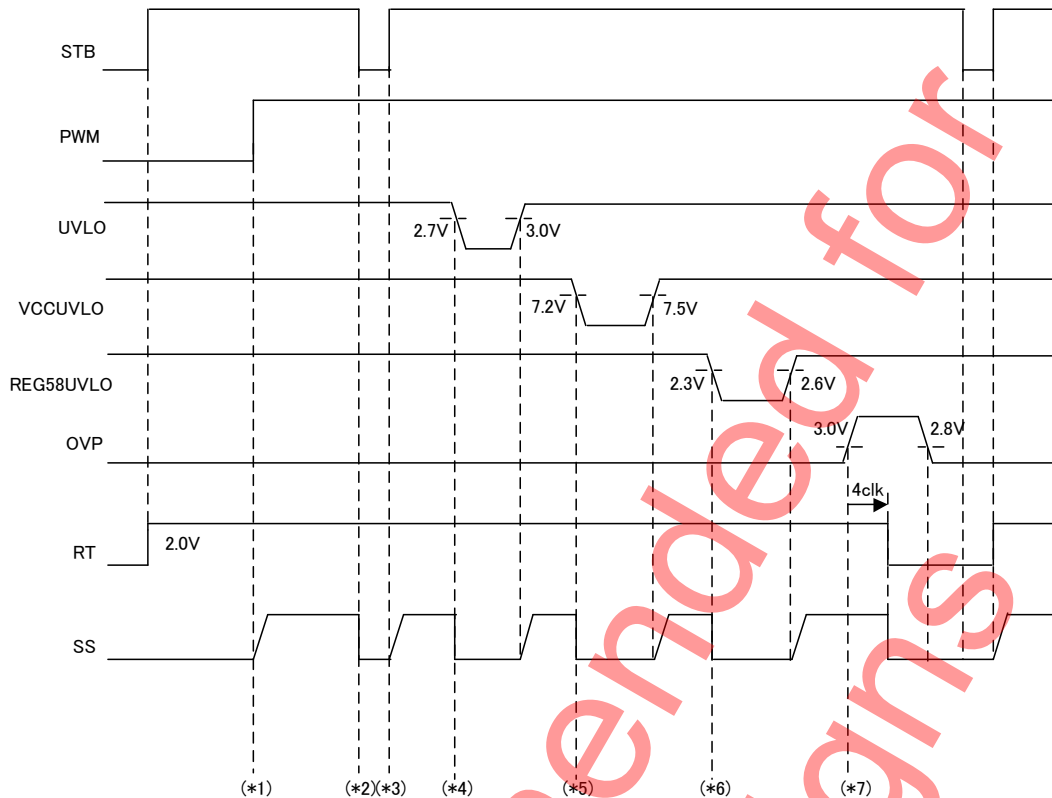 STB
PWM
UVLO
2.7V
3.0V
VCCUVLO
7.2V
7.5V
REG58UVLO
2.3V
2.6V
OVP
3.0V
2.8V
4clk
RT
2.0V
SS
(*1)
(*2)(*3)
(*4)
(*5)
(*6)
(*7)
ended for
gns